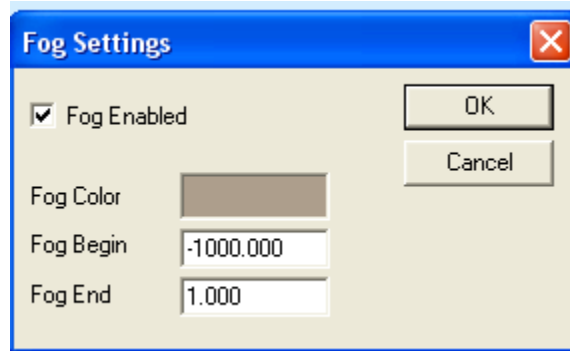 Fog Settings
Fog Enabled
OK
Cancel
Fog Color
Fog Begin -1000.000
Fog End 1.000